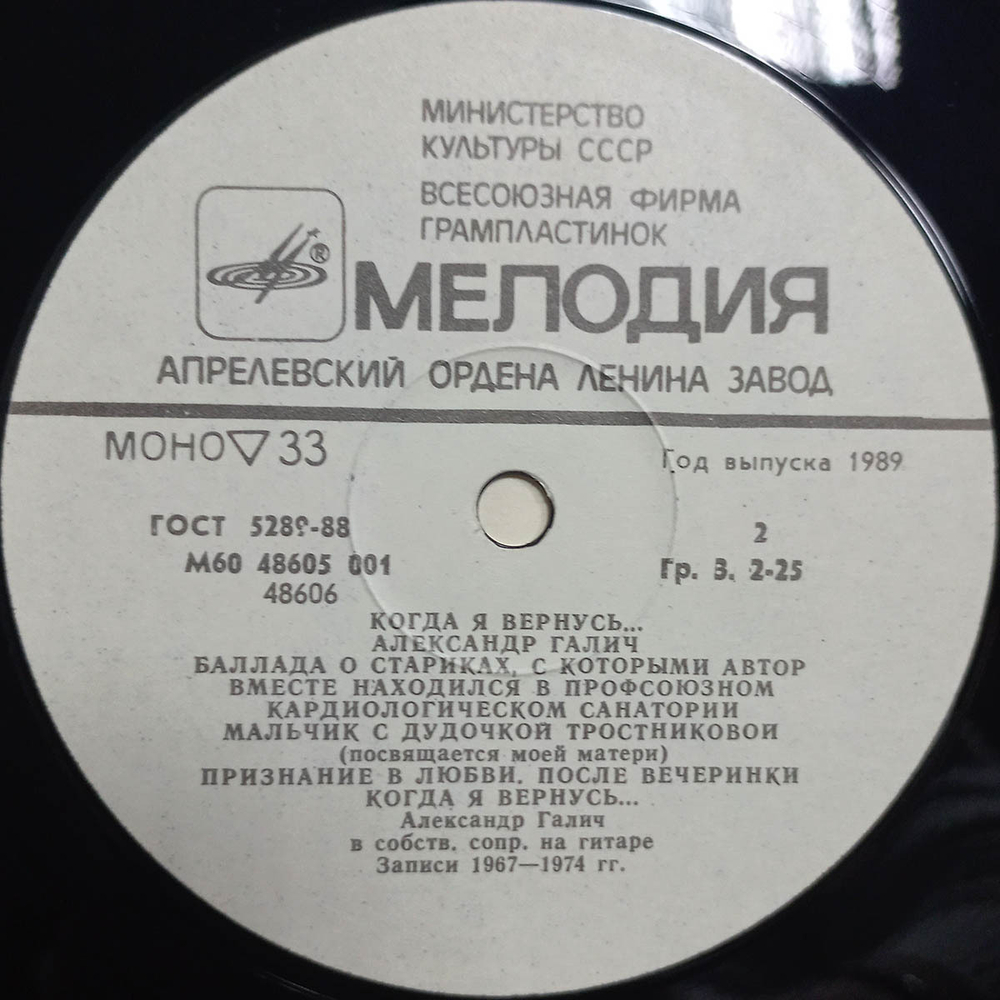 МИНИСТЕРСТВО
КУЛЬТУРЫ СССР
ВСЕСОЮЗНАЯ ФИРМА
ГРАМПЛАСТИНОК
®
МЕЛОДИЯ
АПРЕЛЕВСКИЙ ОРДЕНА ЛЕНИНА ЗАВОД
МОНО▽33
Год выпуска 1989
ГОСТ 5289-88
2
М60 48605 001
Гр. 3. 2-25
48606
КОГДА Я ВЕРНУСЬ...
АЛЕКСАНДР ГАЛИЧ
БАЛЛАДА О СТАРИКАХ, С КОТОРЫМИ АВТОР
ВМЕСТЕ НАХОДИЛСЯ В ПРОФСОЮЗНОМ
КАРДИОЛОГИЧЕСКОМ САНАТОРИИ
МАЛЬЧИК С ДУДОЧКОЙ ТРОСТНИКОВОЙ
(посвящается моей матери)
ПРИЗНАНИЕ В ЛЮБВИ. ПОСЛЕ ВЕЧЕРИНКИ
КОГДА Я ВЕРНУСЬ...
Александр Галич
в собств. сопр. на гитаре
Записи 1967—1974 гг.